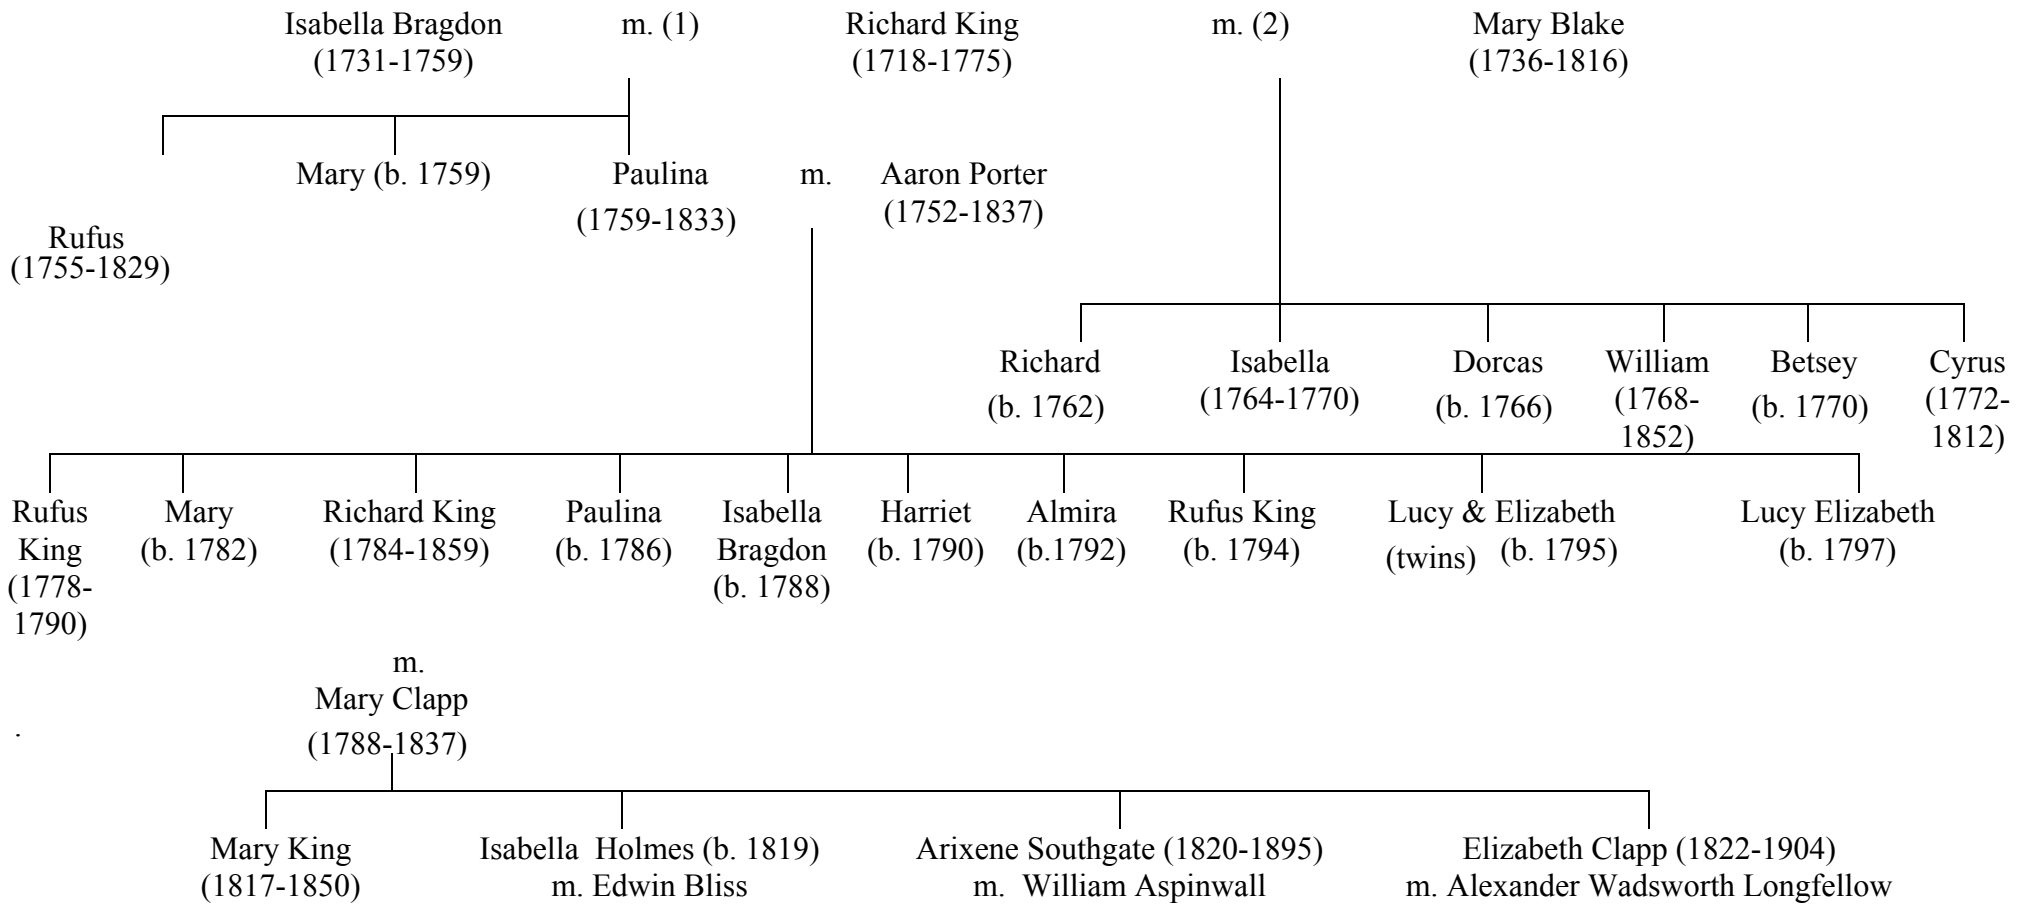 Isabella Bragdon m. (1) Richard King m. (2) Mary Blake
(1731-1759) (1718-1775) (1736-1816)
Mary (b. 1759) Paulina m. Aaron Porter
(1759-1833) (1752-1837)
Rufus
(1755-1829)
Richard Isabella Dorcas William Betsey Cyrus
(b. 1762) (1764-1770) (b. 1766) (1768- (b. 1770) (1772-
1852) 1812)
Rufus Mary Richard King Paulina Isabella Harriet Almira Rufus King Lucy & Elizabeth Lucy Elizabeth
King (b. 1782) (1784-1859) (b. 1786) Bragdon (b. 1790) (b.1792) (b. 1794) (twins) (b. 1795) (b. 1797)
(1778- (b. 1788)
1790)
m.
Mary Clapp
.
(1788-1837)
Mary King Isabella Holmes (b. 1819) Arixene Southgate (1820-1895) Elizabeth Clapp (1822-1904)
(1817-1850) m. Edwin Bliss m. William Aspinwall m. Alexander Wadsworth Longfellow